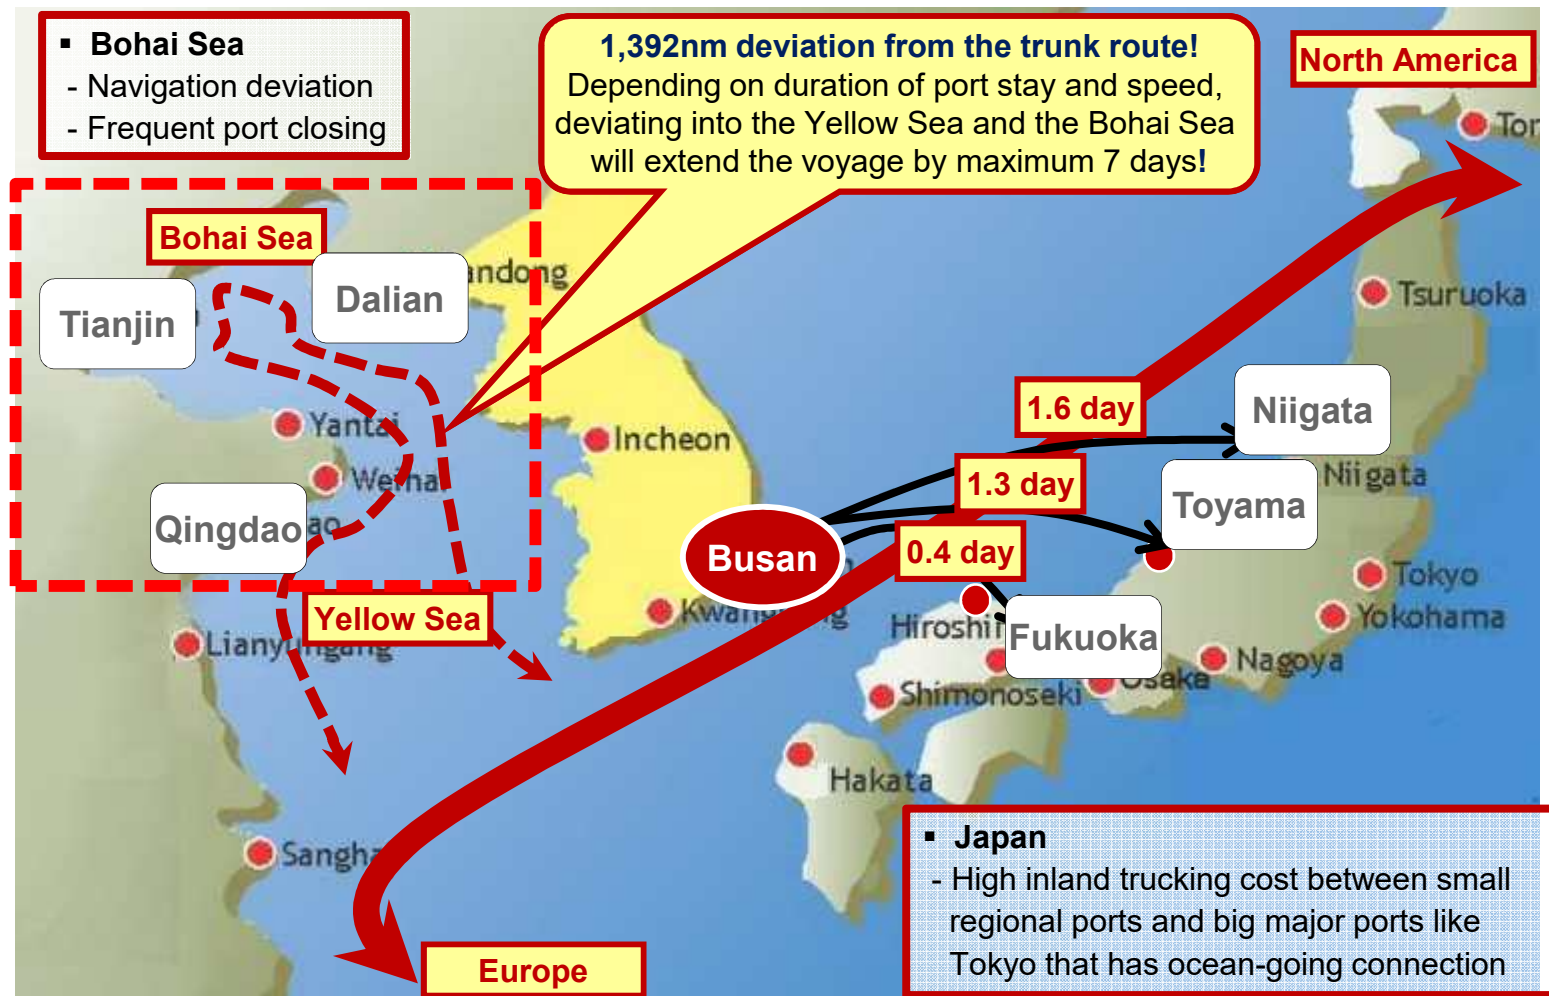 ▪ Bohai Sea
- Navigation deviation
- Frequent port closing
1,392nm deviation from the trunk route!
Depending on duration of port stay and speed,
deviating into the Yellow Sea and the Bohai Sea
will extend the voyage by maximum 7 days!
North America
Tor
Bohai Sea
andong
Dalian
Tianjin
Tsuruoka
1.6 day
Niigata
Yantai
Incheon
Weihai
1.3 day
Niigata
Toyama
Qingdao
ao
Busan
0.4 day
Tokyo
Yellow Sea
Kwang
Hiroshi
Yokohama
Lianyungang
Fukuoka
Nagoya
Shimonoseki
Osaka
Hakata
Sangha
▪ Japan
- High inland trucking cost between small
regional ports and big major ports like
Tokyo that has ocean-going connection
Europe